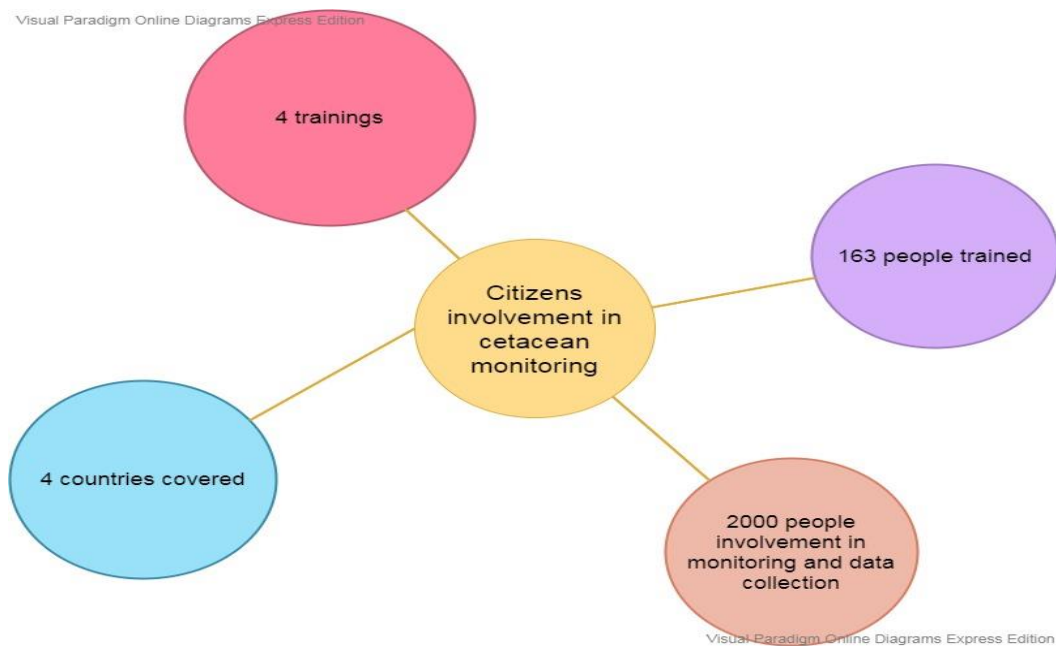 Visual Paradigm Online Diagrams Express Edition
4 trainings
163 people trained
Citizens
involvement in
cetacean
monitoring
4 countries covered
2000 people
involvement in
monitoring and data
collection
Visual Paradigm Online Diagrams Express Edition